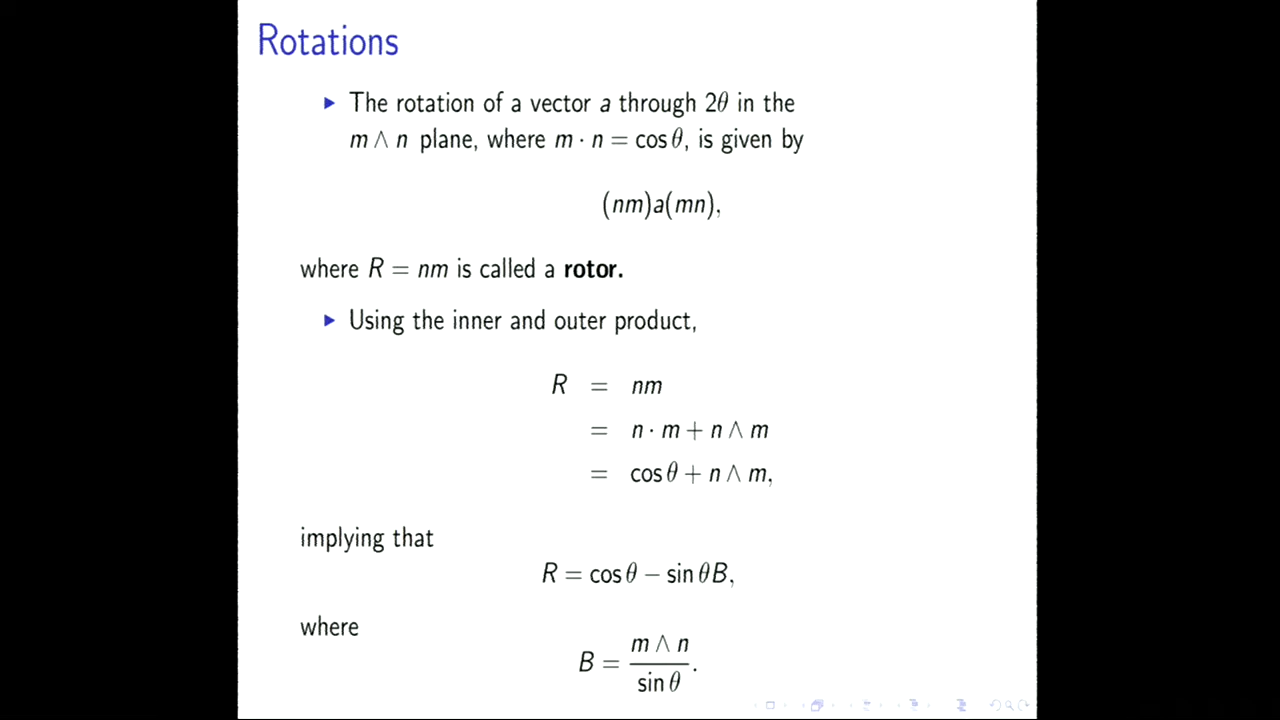 Rotations
▶ The rotation of a vector a through 2θ in the
m ∧ n plane, where m · n = cos θ, is given by
(nm)a(mn),
where R = nm is called a rotor.
▶ Using the inner and outer product,
R = nm
= n · m + n ∧ m
= cos θ + n ∧ m,
implying that
R = cos θ − sin θB,
where
B = m ∧ n / sin θ.